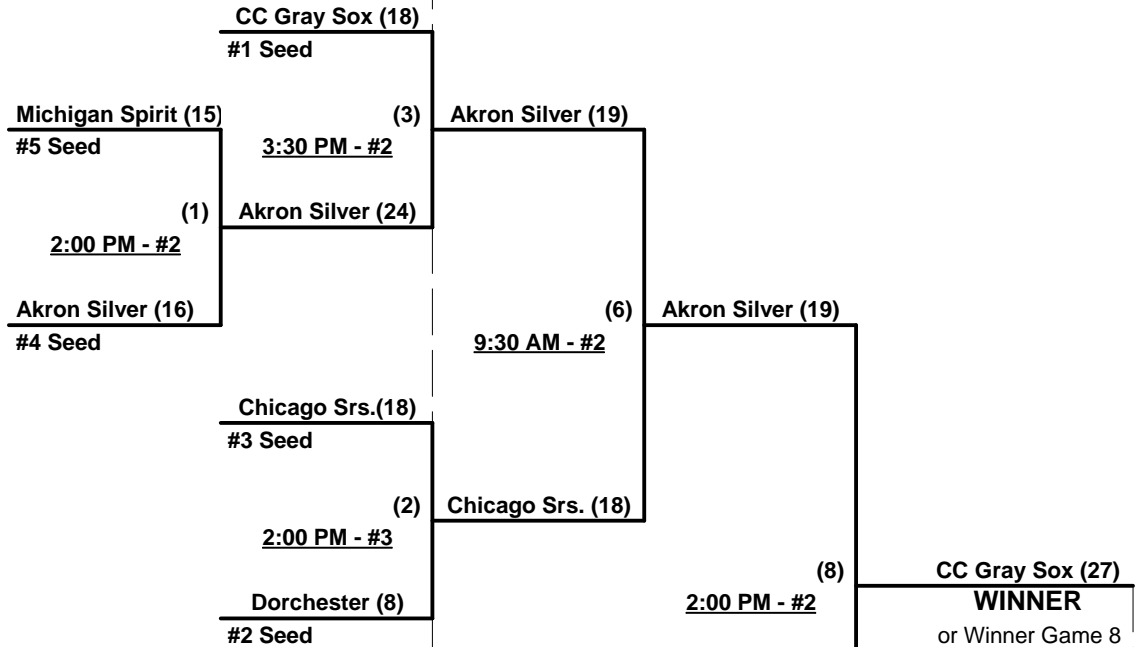 CC Gray Sox (18)
#1 Seed
Michigan Spirit (15)
(3)
Akron Silver (19)
#5 Seed
3:30 PM - #2
(1)
Akron Silver (24)
2:00 PM - #2
Akron Silver (16)
(6)
Akron Silver (19)
#4 Seed
9:30 AM - #2
Chicago Srs.(18)
#3 Seed
(2)
Chicago Srs. (18)
2:00 PM - #3
(8)
CC Gray Sox (27)
Dorchester (8)
2:00 PM - #2
WINNER
#2 Seed
or Winner Game 8